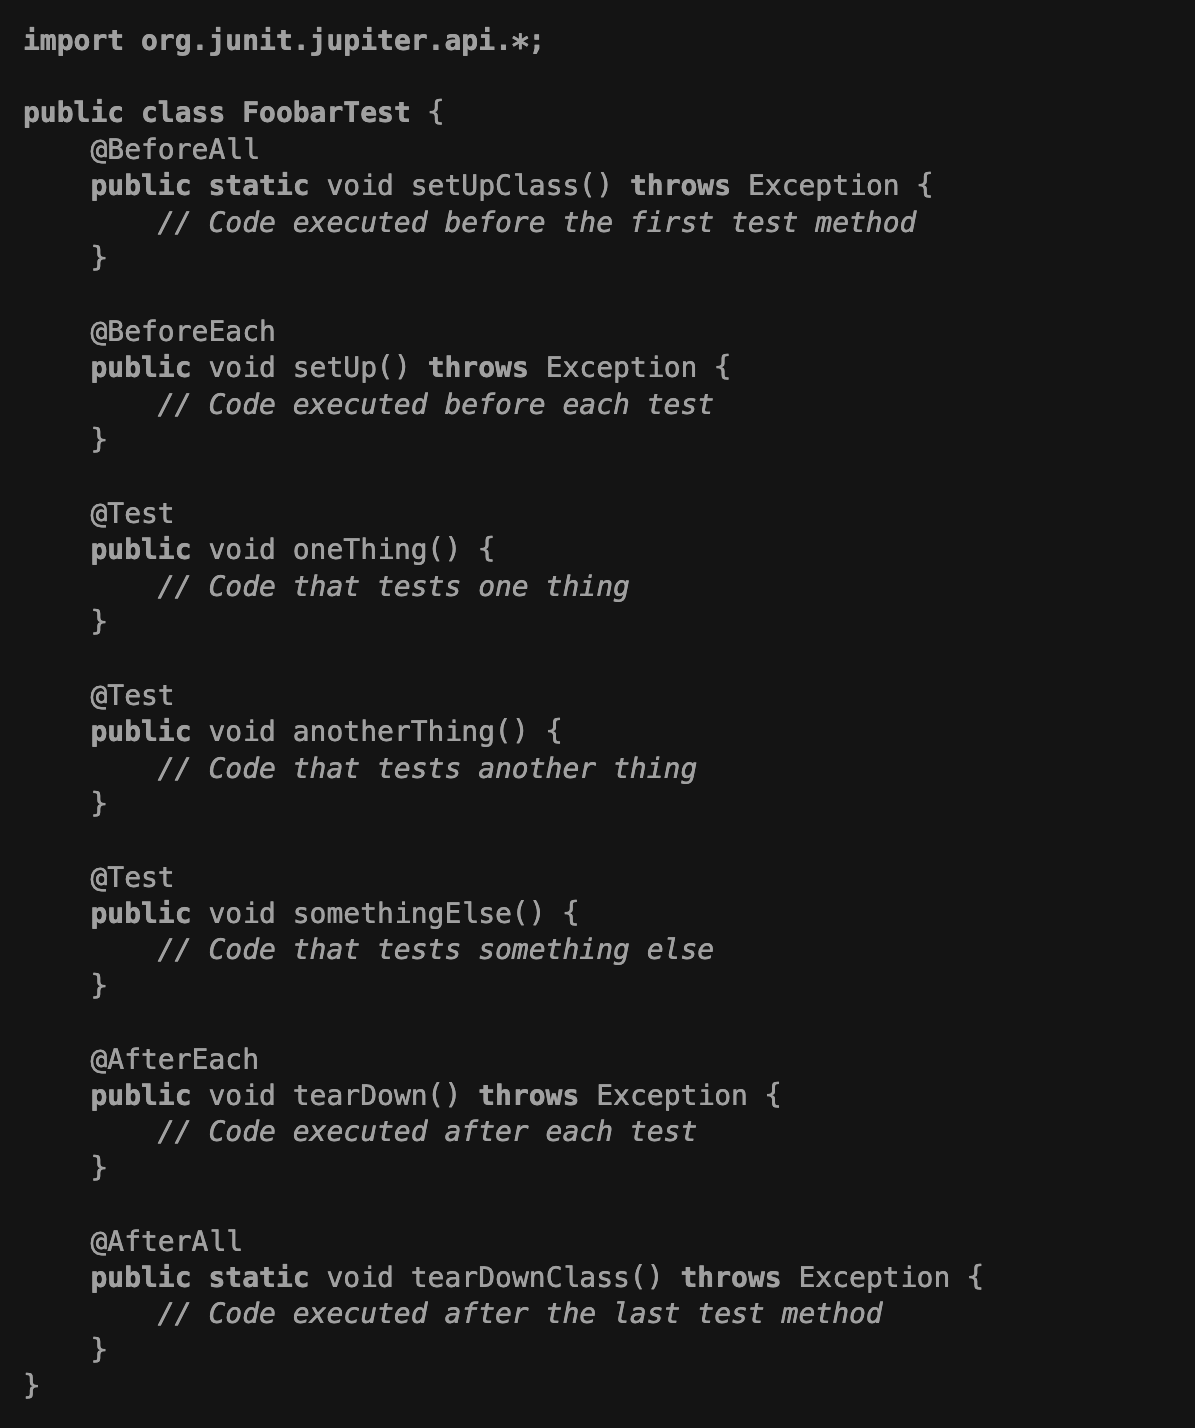 import org.junit.jupiter.api.*;

public class FoobarTest {
    @BeforeAll
    public static void setUpClass() throws Exception {
        // Code executed before the first test method
    }

    @BeforeEach
    public void setUp() throws Exception {
        // Code executed before each test
    }

    @Test
    public void oneThing() {
        // Code that tests one thing
    }

    @Test
    public void anotherThing() {
        // Code that tests another thing
    }

    @Test
    public void somethingElse() {
        // Code that tests something else
    }

    @AfterEach
    public void tearDown() throws Exception {
        // Code executed after each test
    }

    @AfterAll
    public static void tearDownClass() throws Exception {
        // Code executed after the last test method
    }
}